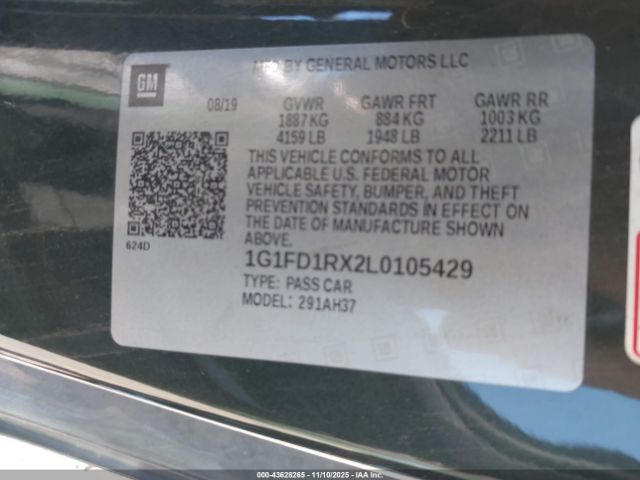 MFD BY GENERAL MOTORS LLC
GM
08/19 GVWR GAWR FRT GAWR RR
1887 KG 884 KG 1003 KG
4159 LB 1948 LB 2211 LB
THIS VEHICLE CONFORMS TO ALL
APPLICABLE U.S. FEDERAL MOTOR
VEHICLE SAFETY, BUMPER, AND THEFT
PREVENTION STANDARDS IN EFFECT ON
THE DATE OF MANUFACTURE SHOWN
ABOVE.
624D
1G1FD1RX2L0105429
TYPE: PASS CAR
MODEL: 291AH37
000-43628265 - 11/10/2025 - IAAI.COM